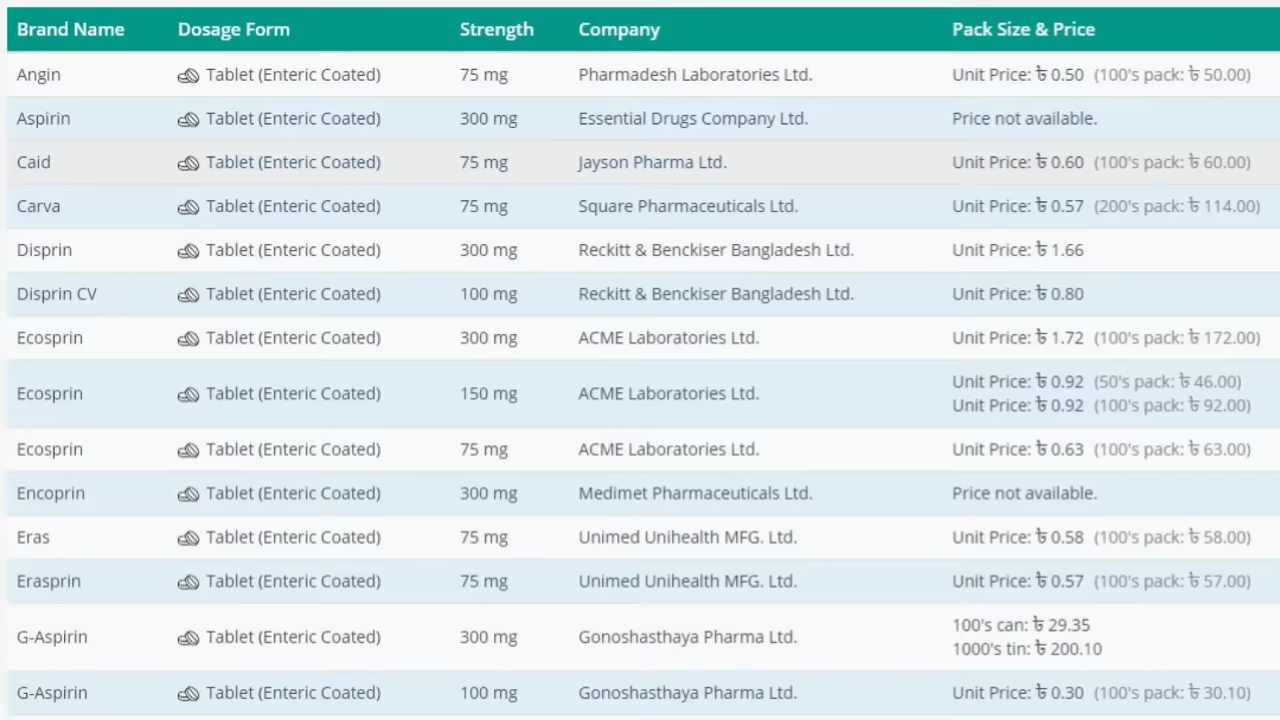 Brand Name Dosage Form Strength Company Pack Size & Price
Angin Tablet (Enteric Coated) 75 mg Pharmadesh Laboratories Ltd. Unit Price: ৳ 0.50 (100's pack: ৳ 50.00)
Aspirin Tablet (Enteric Coated) 300 mg Essential Drugs Company Ltd. Price not available.
Caid Tablet (Enteric Coated) 75 mg Jayson Pharma Ltd. Unit Price: ৳ 0.60 (100's pack: ৳ 60.00)
Carva Tablet (Enteric Coated) 75 mg Square Pharmaceuticals Ltd. Unit Price: ৳ 0.57 (200's pack: ৳ 114.00)
Disprin Tablet (Enteric Coated) 300 mg Reckitt & Benckiser Bangladesh Ltd. Unit Price: ৳ 1.66
Disprin CV Tablet (Enteric Coated) 100 mg Reckitt & Benckiser Bangladesh Ltd. Unit Price: ৳ 0.80
Ecosprin Tablet (Enteric Coated) 300 mg ACME Laboratories Ltd. Unit Price: ৳ 1.72 (100's pack: ৳ 172.00)
Ecosprin Tablet (Enteric Coated) 150 mg ACME Laboratories Ltd. Unit Price: ৳ 0.92 (50's pack: ৳ 46.00)
Unit Price: ৳ 0.92 (100's pack: ৳ 92.00)
Ecosprin Tablet (Enteric Coated) 75 mg ACME Laboratories Ltd. Unit Price: ৳ 0.63 (100's pack: ৳ 63.00)
Encoprin Tablet (Enteric Coated) 300 mg Medimet Pharmaceuticals Ltd. Price not available.
Eras Tablet (Enteric Coated) 75 mg Unimed Unihealth MFG. Ltd. Unit Price: ৳ 0.58 (100's pack: ৳ 58.00)
Erasprin Tablet (Enteric Coated) 75 mg Unimed Unihealth MFG. Ltd. Unit Price: ৳ 0.57 (100's pack: ৳ 57.00)
G-Aspirin Tablet (Enteric Coated) 300 mg Gonoshasthaya Pharma Ltd. 100's can: ৳ 29.35
1000's tin: ৳ 200.10
G-Aspirin Tablet (Enteric Coated) 100 mg Gonoshasthaya Pharma Ltd. Unit Price: ৳ 0.30 (100's pack: ৳ 30.10)